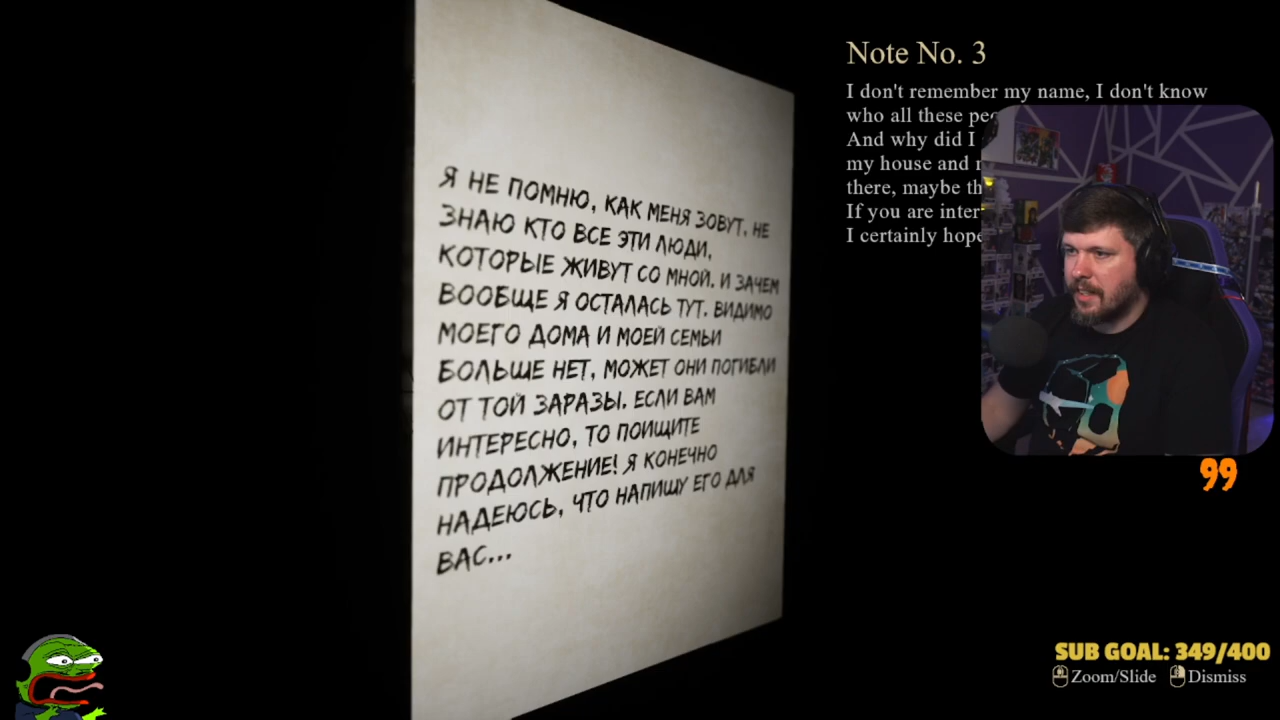 Note No. 3
I don't remember my name, I don't know
who all these
And why did I
my house and
there, maybe
If you are
I certainly hope
Я НЕ ПОМНЮ, КАК МЕНЯ ЗОВУТ, НЕ
ЗНАЮ КТО ВСЕ ЭТИ ЛЮДИ,
КОТОРЫЕ ЖИВУТ СО МНОЙ. И ЗАЧЕМ
ВООБЩЕ Я ОСТАЛАСЬ ТУТ. ВИДИМО
МОЕГО ДОМА И МОЕЙ СЕМЬИ
БОЛЬШЕ НЕТ, МОЖЕТ ОНИ ПОГИБЛИ
ОТ ТОЙ ЗАРАЗЫ. ЕСЛИ ВАМ
ИНТЕРЕСНО, ТО ПОИЩИТЕ
ПРОДОЛЖЕНИЕ! Я КОНЕЧНО
НАДЕЮСЬ, ЧТО НАПИШУ ЕГО ДЛЯ
ВАС...
99
SUB GOAL: 349/400
Zoom/Slide Dismiss